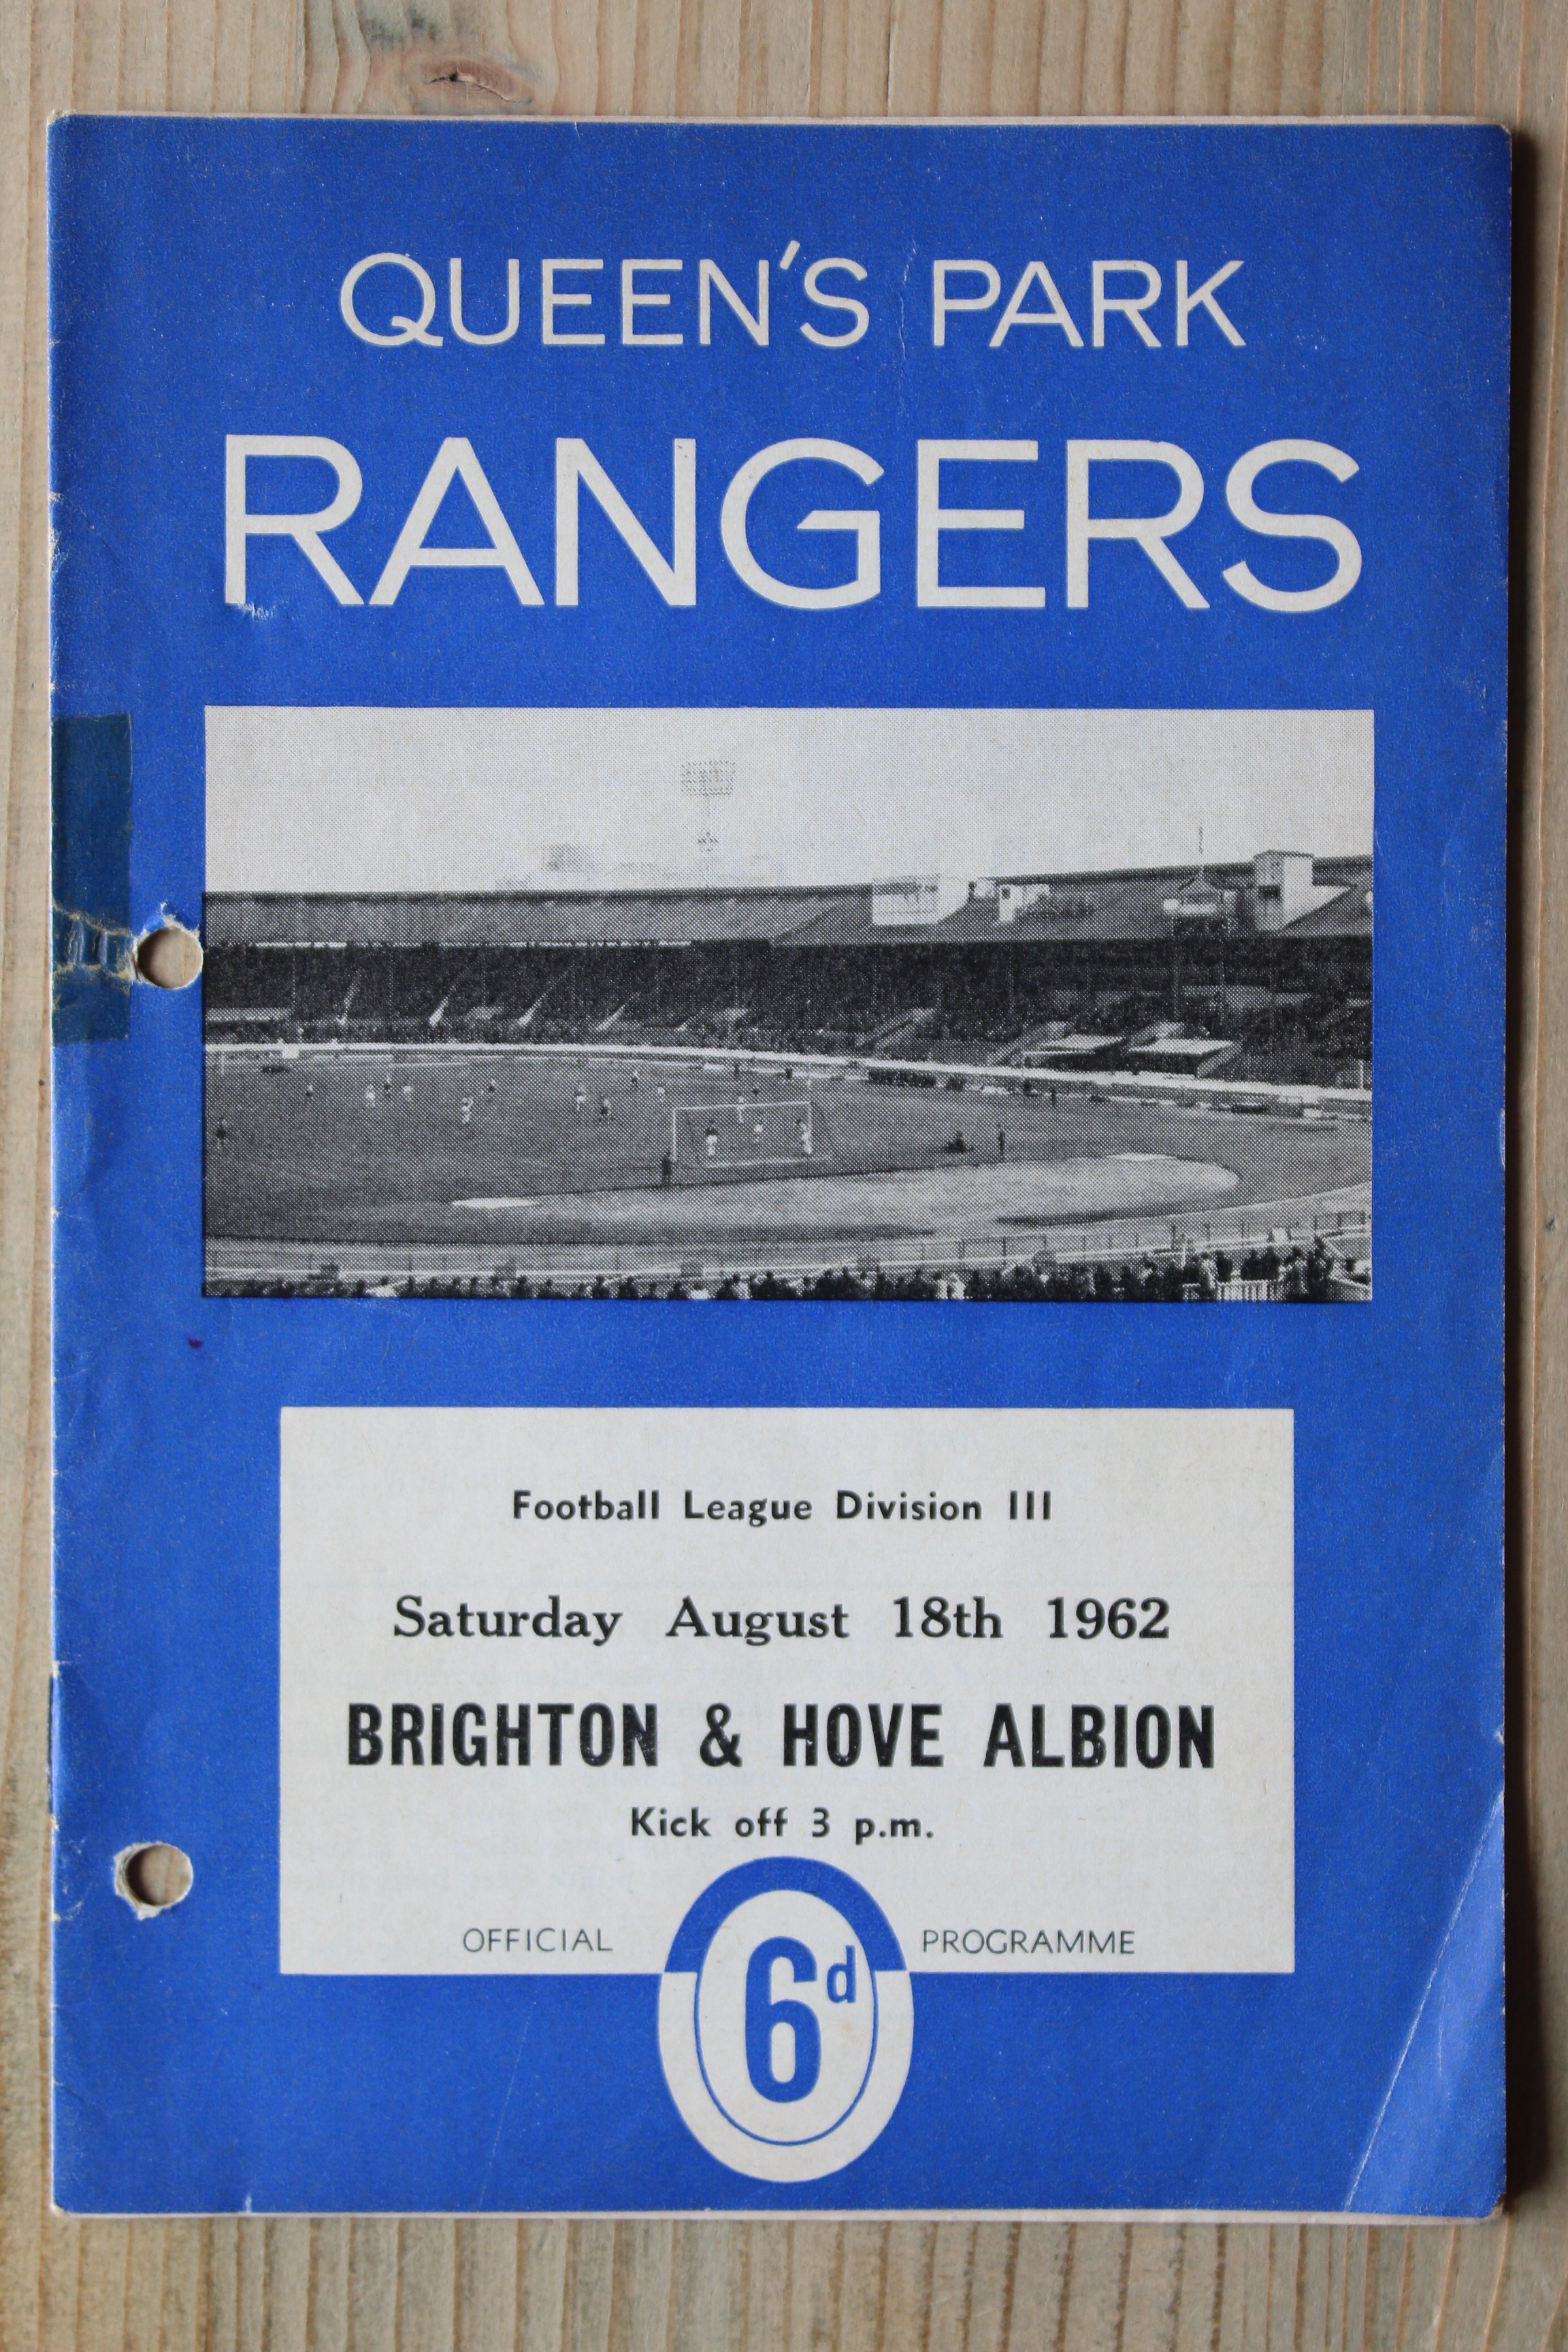 QUEEN'S PARK
RANGERS
Football League Division III
Saturday August 18th 1962
BRIGHTON & HOVE ALBION
Kick off 3 p.m.
OFFICIAL PROGRAMME
6d